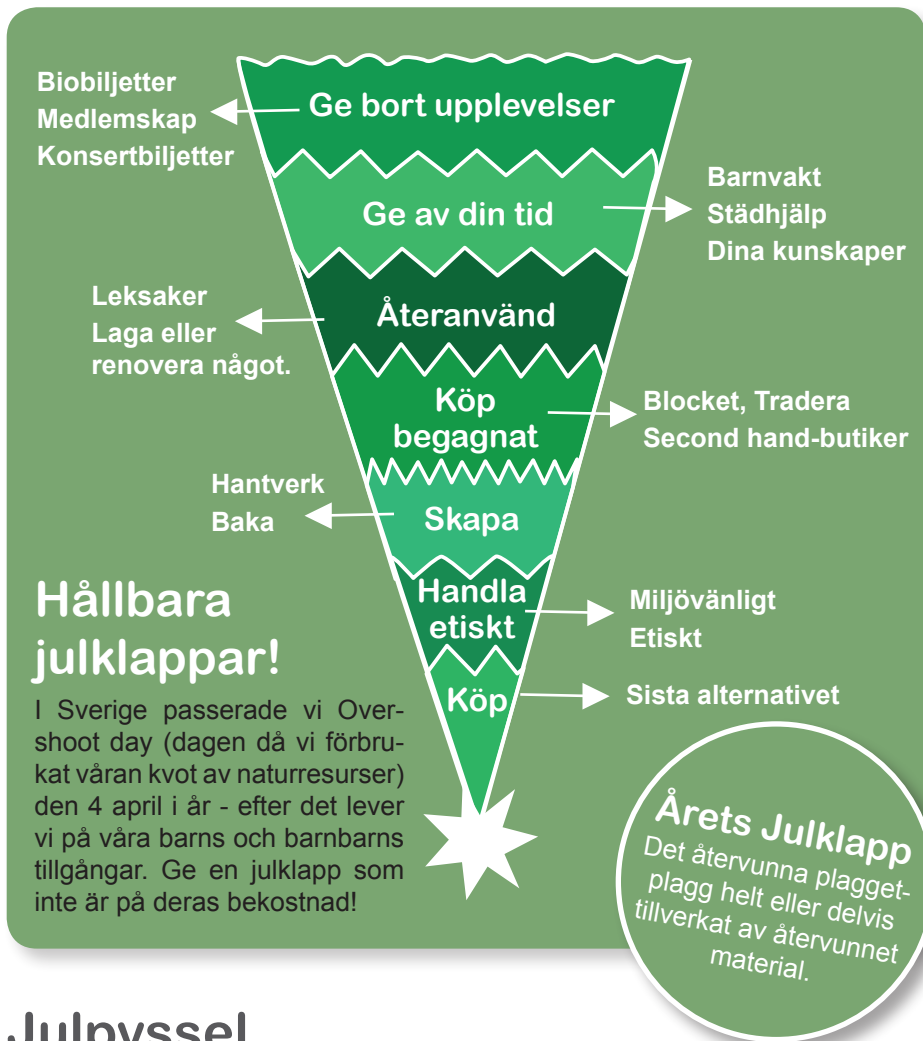 Biobiljetter
Medlemskap
Konsertbiljetter
Ge bort upplevelser
Ge av din tid
Barnvakt
Städhjälp
Dina kunskaper
Leksaker
Laga eller
renovera något.
Återanvänd
Köp
begagnat
Blocket, Tradera
Second hand-butiker
Hantverk
Baka
Skapa
Handla
etiskt
Miljövänligt
Etiskt
Köp
Sista alternativet
Hållbara
julklappar!
I Sverige passerade vi Over-
shoot day (dagen då vi förbru-
kat våran kvot av naturresurser)
den 4 april i år - efter det lever
vi på våra barns och barnbarns
tillgångar. Ge en julklapp som
inte är på deras bekostnad!
Årets Julklapp
Det återvunna plagget-
plagg helt eller delvis
tillverkat av återvunnet
material.
Julpyssel